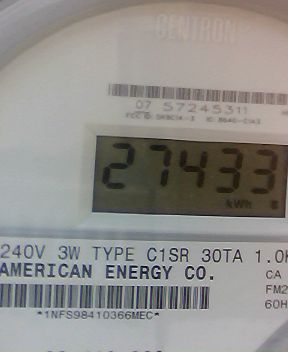 CENTRON
07 57245311
27433
kWh
240V 3W TYPE C1SR 30TA 1.0K
AMERICAN ENERGY CO.
CA
FM2
60H
*1NFS98410366MEC*